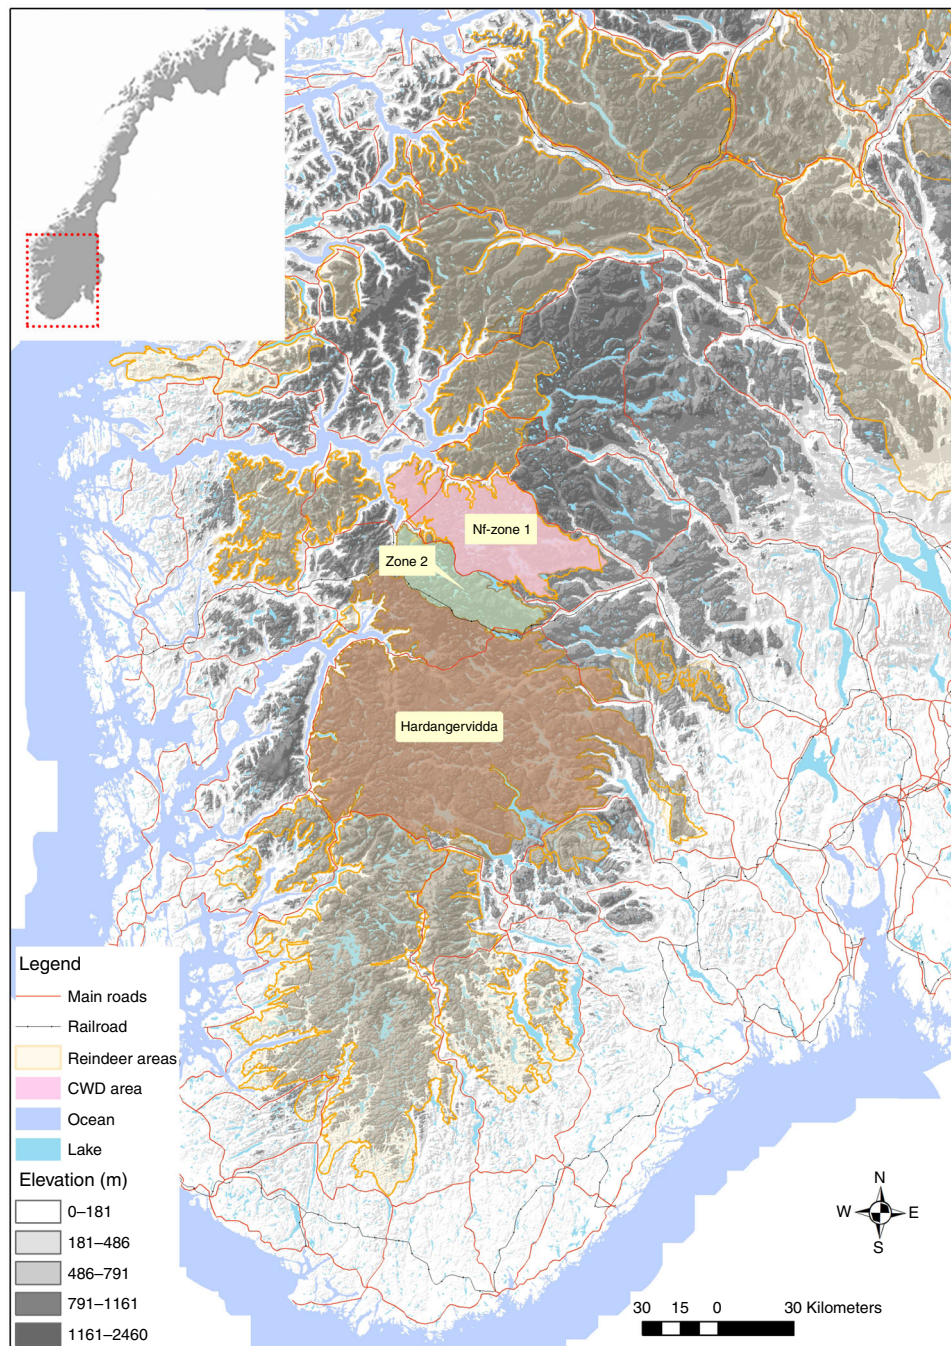 Nf-zone 1
Zone 2
Hardangervidda
Legend
Main roads
Railroad
Reindeer areas
CWD area
Ocean
Lake
Elevation (m)
0–181
181–486
486–791
791–1161
1161–2460
N
W E
S
30 15 0 30 Kilometers